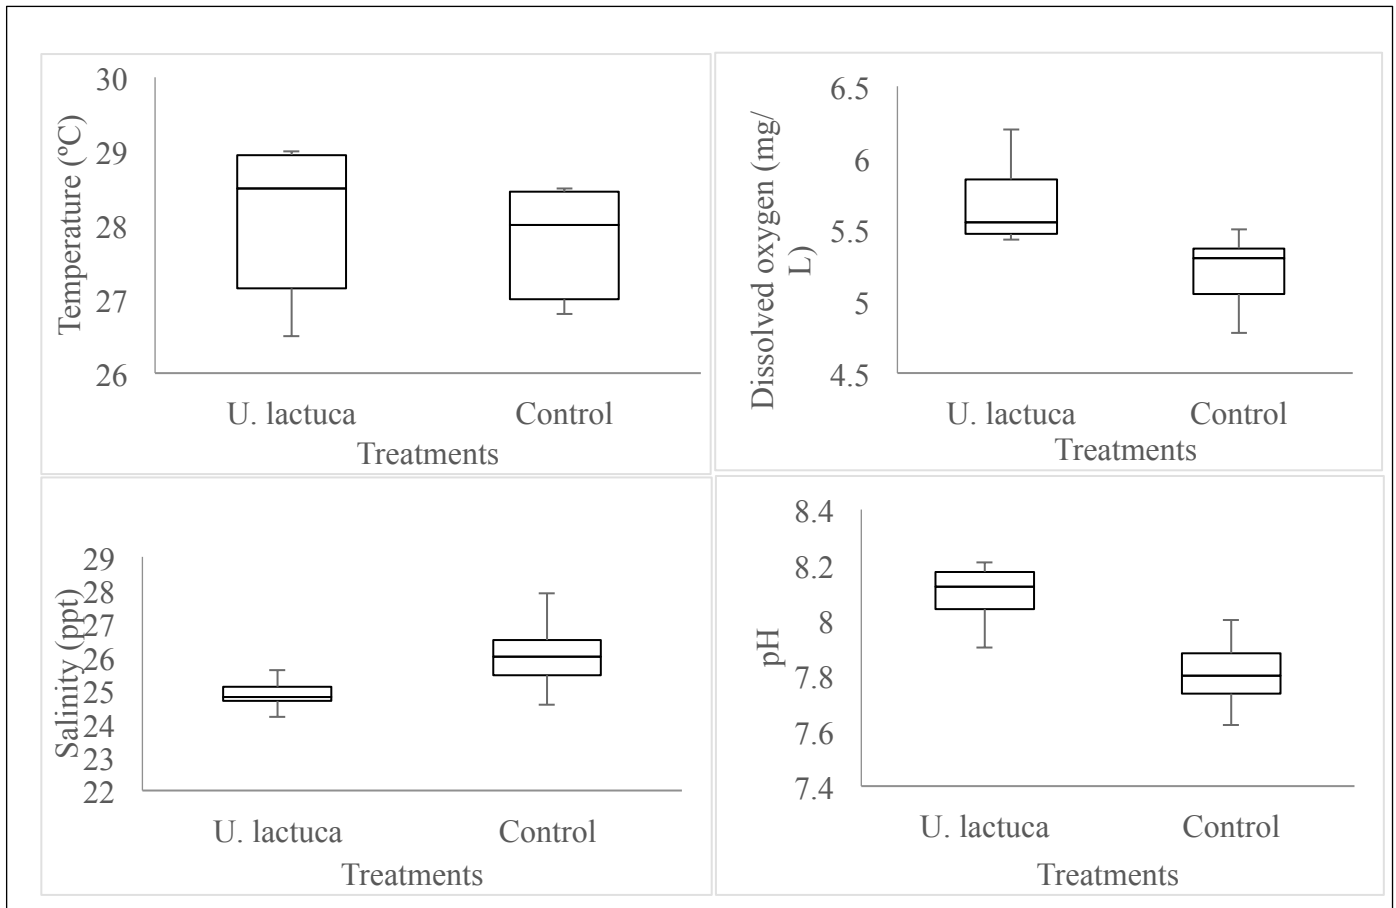 Temperature (ºC)
30
29
28
27
26
U. lactuca
Control
Treatments
Dissolved oxygen (mg/
L)
6.5
6
5.5
5
4.5
U. lactuca
Control
Treatments
Salinity (ppt)
29
28
27
26
25
24
23
22
U. lactuca
Control
Treatments
pH
8.4
8.2
8
7.8
7.6
7.4
U. lactuca
Control
Treatments